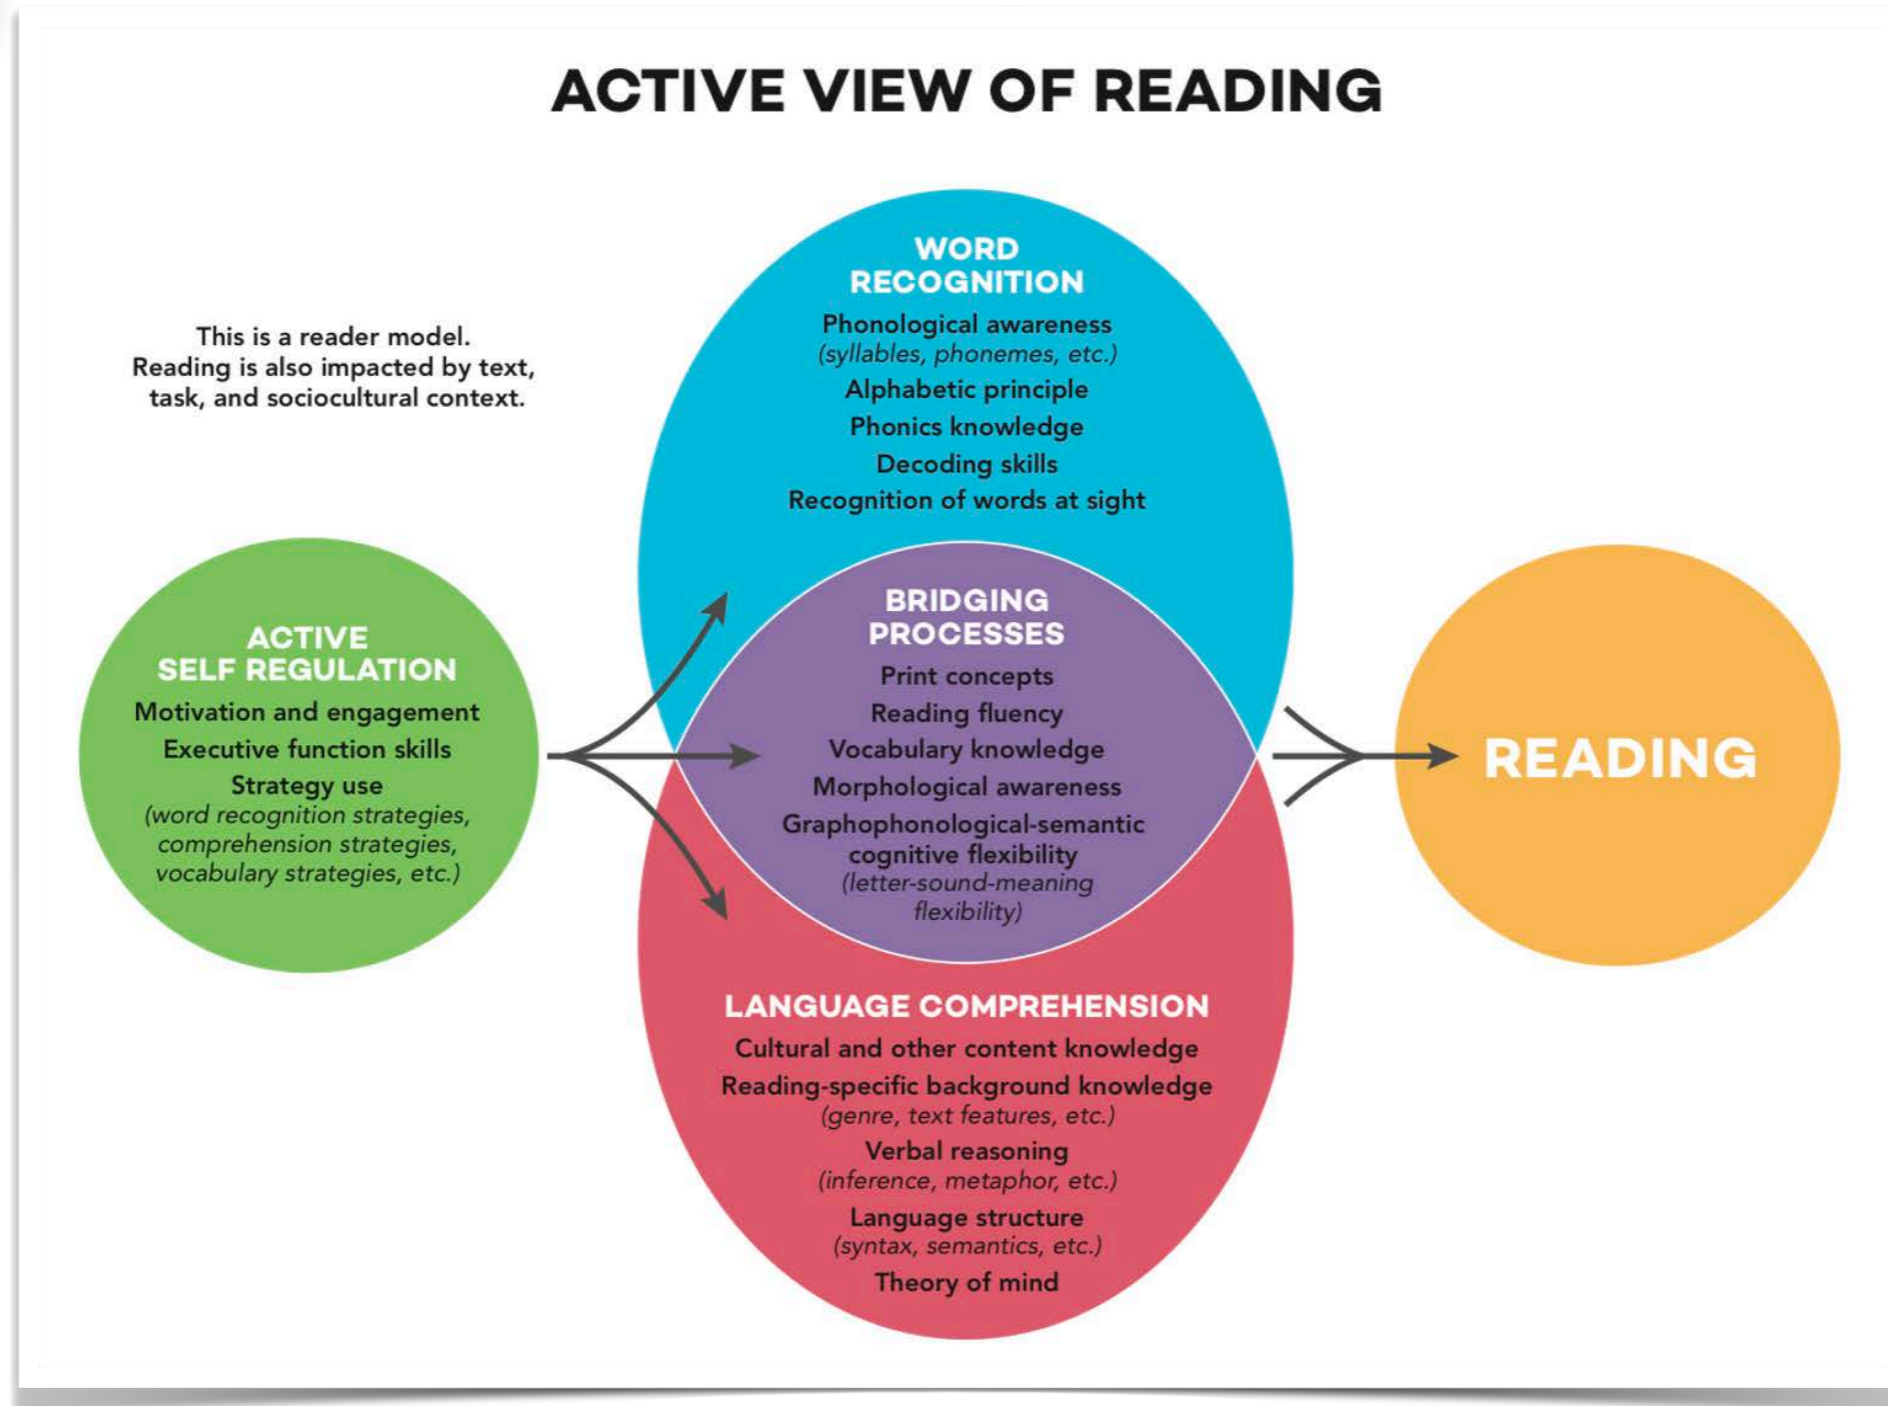 ACTIVE VIEW OF READING
This is a reader model.
Reading is also impacted by text,
task, and sociocultural context.
ACTIVE
SELF REGULATION
Motivation and engagement
Executive function skills
Strategy use
(word recognition strategies,
comprehension strategies,
vocabulary strategies, etc.)
WORD
RECOGNITION
Phonological awareness
(syllables, phonemes, etc.)
Alphabetic principle
Phonics knowledge
Decoding skills
Recognition of words at sight
BRIDGING
PROCESSES
Print concepts
Reading fluency
Vocabulary knowledge
Morphological awareness
Graphophonological-semantic
cognitive flexibility
(letter-sound-meaning
flexibility)
LANGUAGE COMPREHENSION
Cultural and other content knowledge
Reading-specific background knowledge
(genre, text features, etc.)
Verbal reasoning
(inference, metaphor, etc.)
Language structure
(syntax, semantics, etc.)
Theory of mind
READING